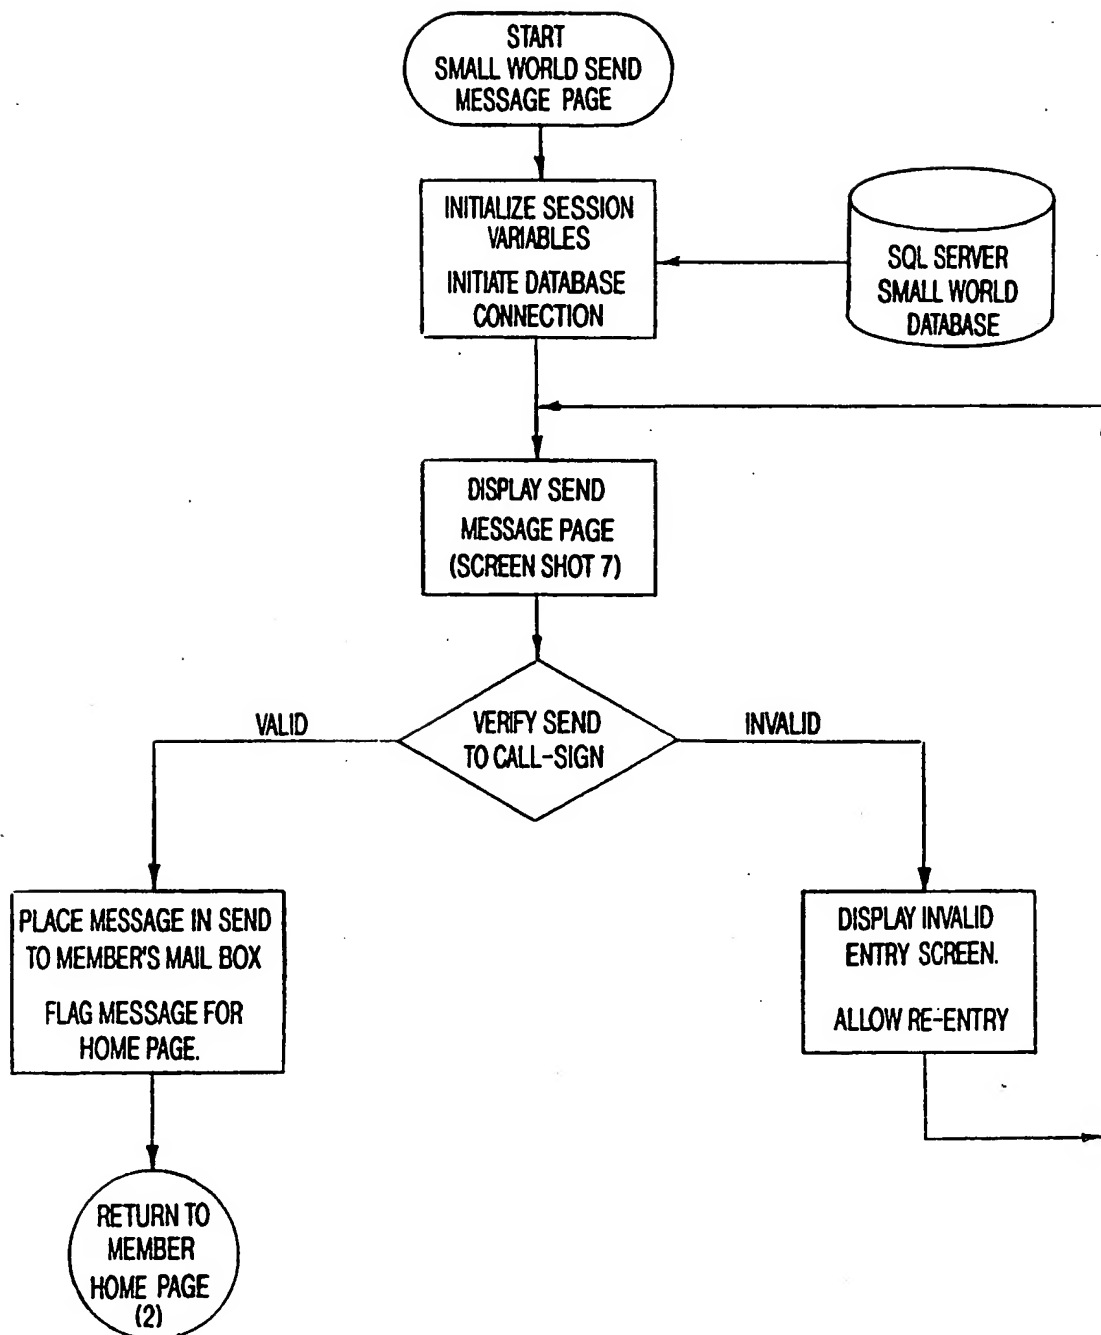 START
SMALL WORLD SEND
MESSAGE PAGE
INITIALIZE SESSION
VARIABLES
INITIATE DATABASE
CONNECTION
SQL SERVER
SMALL WORLD
DATABASE
DISPLAY SEND
MESSAGE PAGE
(SCREEN SHOT 7)
VALID
VERIFY SEND
TO CALL-SIGN
INVALID
PLACE MESSAGE IN SEND
TO MEMBER'S MAIL BOX
FLAG MESSAGE FOR
HOME PAGE.
DISPLAY INVALID
ENTRY SCREEN.
ALLOW RE-ENTRY
RETURN TO
MEMBER
HOME PAGE
(2)